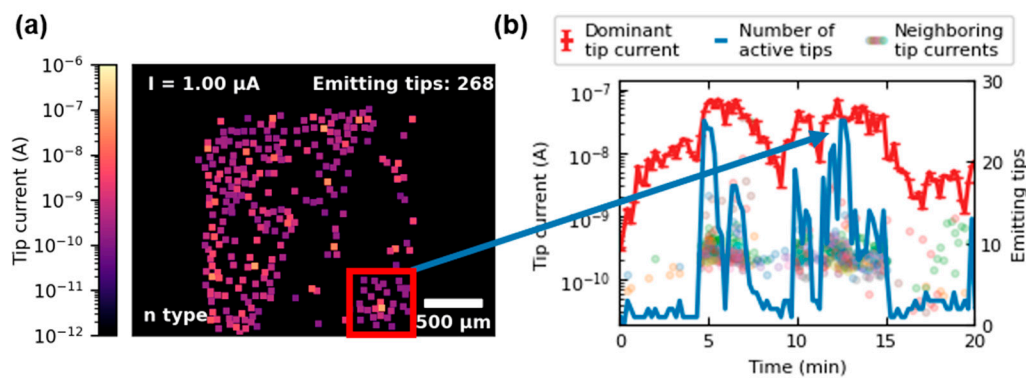 (a)
10⁻⁶
10⁻⁷
10⁻⁸
10⁻⁹
10⁻¹⁰
10⁻¹¹
10⁻¹²
Tip current (A)
I = 1.00 μA
Emitting tips: 268
n type
500 μm
(b)
Dominant
tip current
Number of
active tips
Neighboring
tip currents
10⁻⁷
10⁻⁸
10⁻⁹
10⁻¹⁰
Tip current (A)
30
20
10
0
Emitting tips
0 5 10 15 20
Time (min)